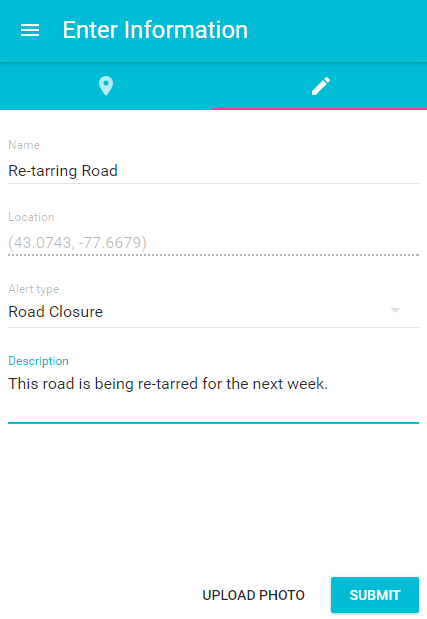 Enter Information
Name
Re-tarring Road
Location
(43.0743, -77.6679)
Alert type
Road Closure
Description
This road is being re-tarred for the next week.
UPLOAD PHOTO
SUBMIT